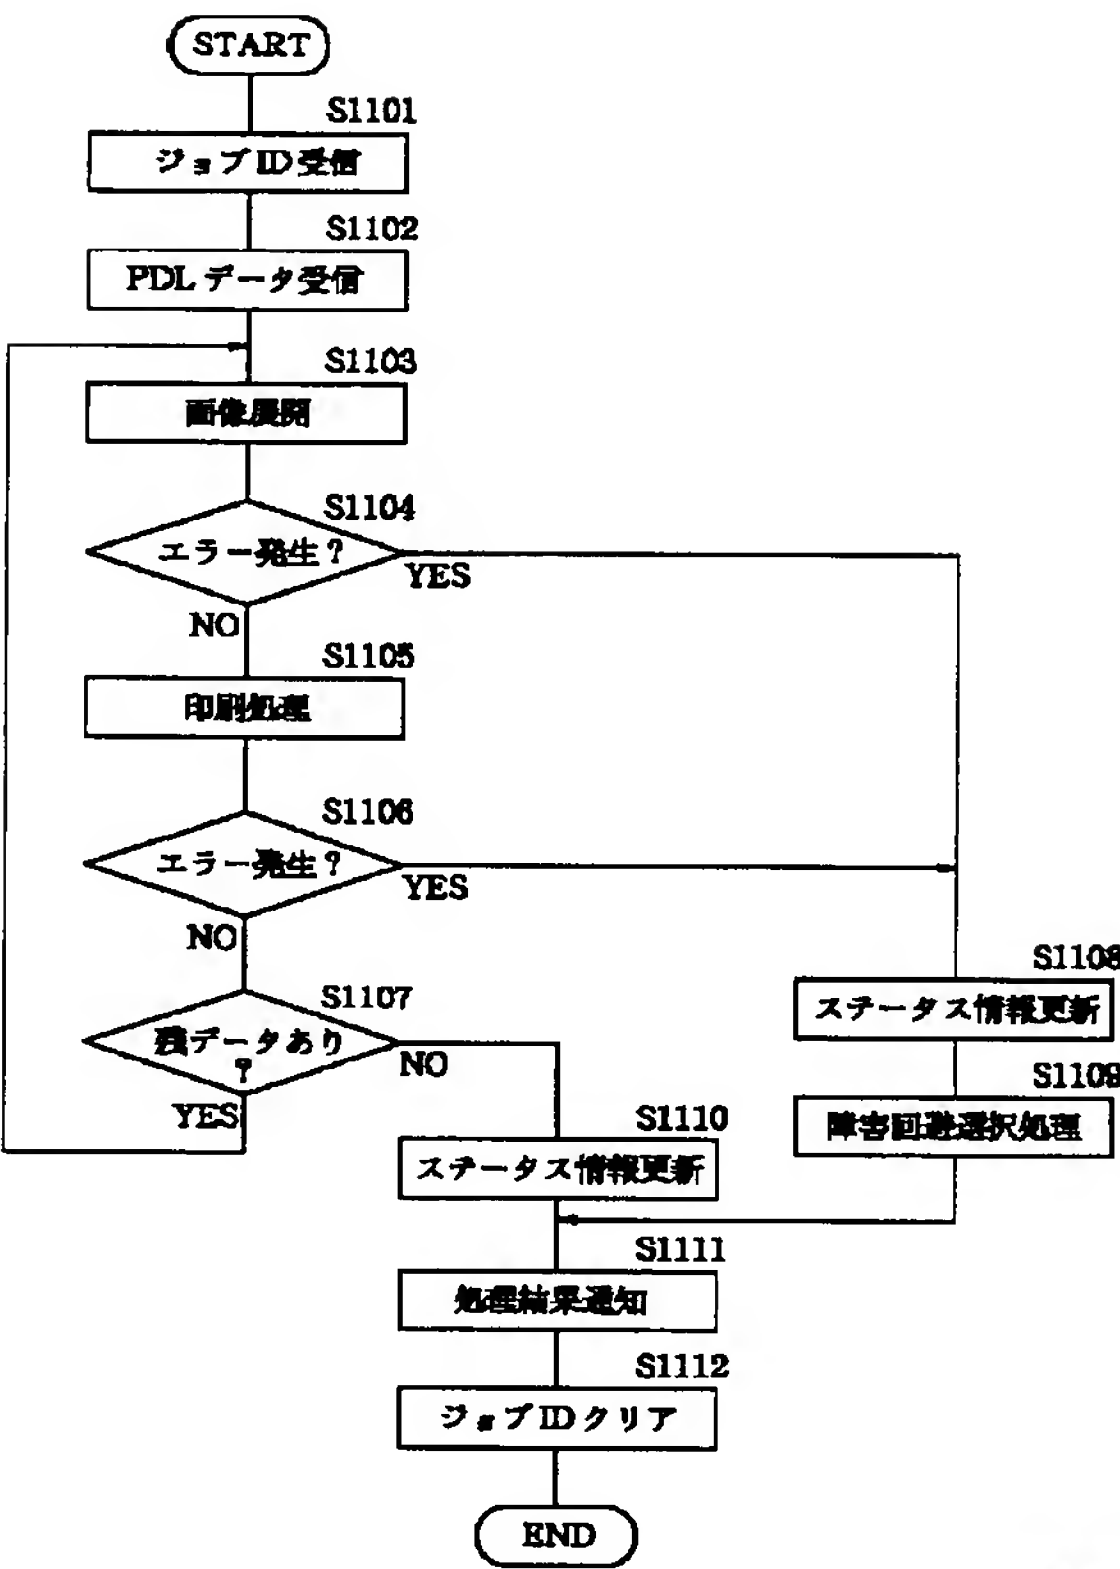 START
S1101
ジョブID受信
S1102
PDLデータ受信
S1103
画像展開
S1104
エラー発生？
YES
NO
S1105
印刷処理
S1106
エラー発生？
YES
NO
S1107
残データあり
？
NO
YES
S1108
ステータス情報更新
S1109
障害回避選択処理
S1110
ステータス情報更新
S1111
処理結果通知
S1112
ジョブIDクリア
END